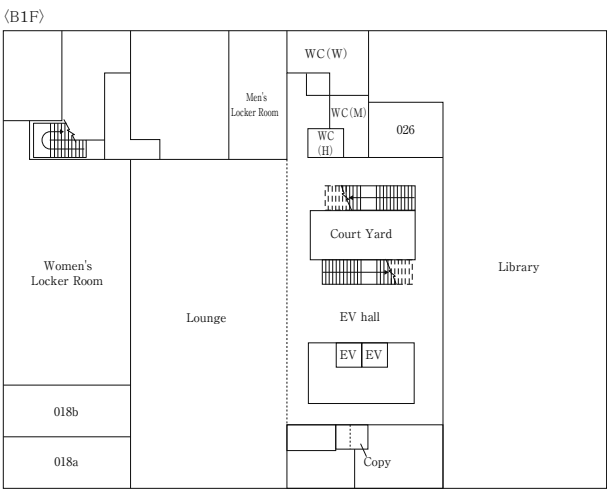 〈B1F〉
WC(W)
Men's
Locker Room
WC(M)
WC
(H)
026
Court Yard
Women's
Locker Room
Library
Lounge
EV hall
EV EV
018b
018a
Copy